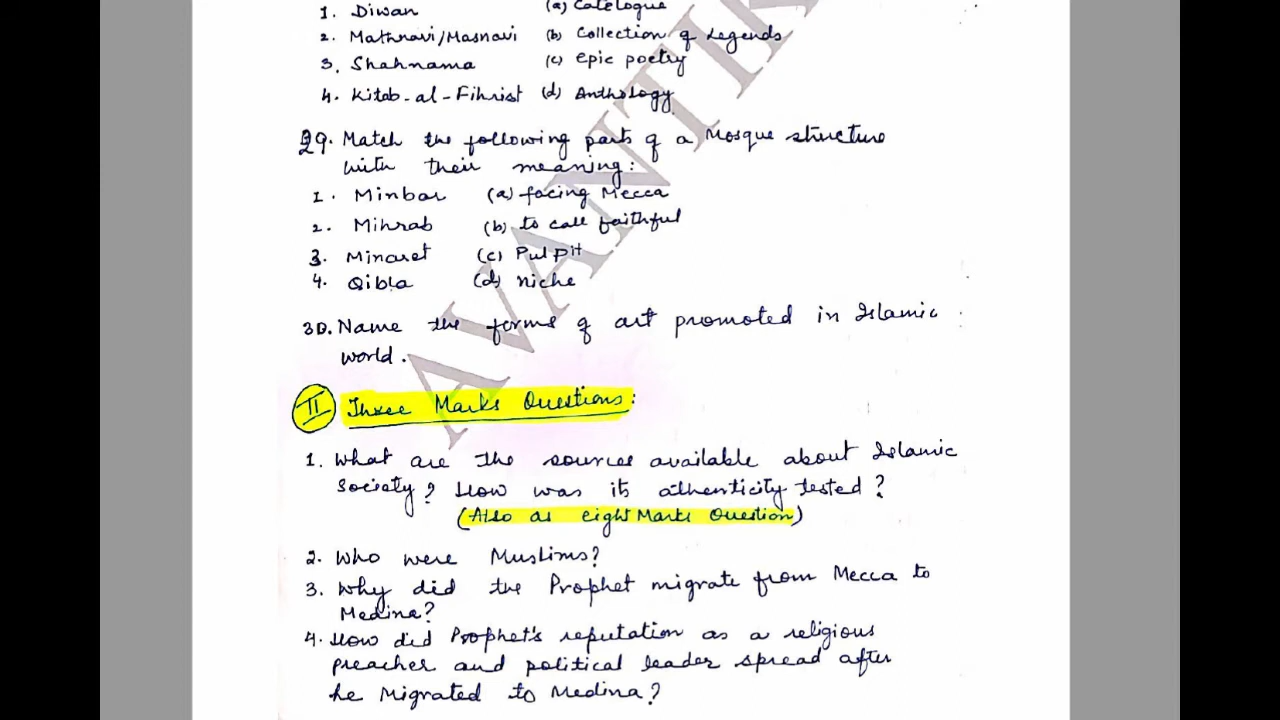 1. Diwan (a) Catelogue
2. Mathnavi/Masnavi (b) Collection of Legends
3. Shahnama (c) epic poetry
4. Kitab-al-Fihrist (d) Anthology
29. Match the following parts of a Mosque structure
with their meaning:
1. Minbar (a) facing Mecca
2. Mihrab (b) to call faithful
3. Minaret (c) Pulpit
4. Qibla (d) niche
30. Name the forms of art promoted in Islamic
world.
II Three Marks Questions:
1. What are the sources available about Islamic
Society? How was its athenticity tested?
(Also as eight Marks Question)
2. Who were Muslims?
3. Why did the Prophet migrate from Mecca to
Medina?
4. How did Prophet's reputation as a religious
preacher and political leader spread after
he Migrated to Medina?
AVANTIK